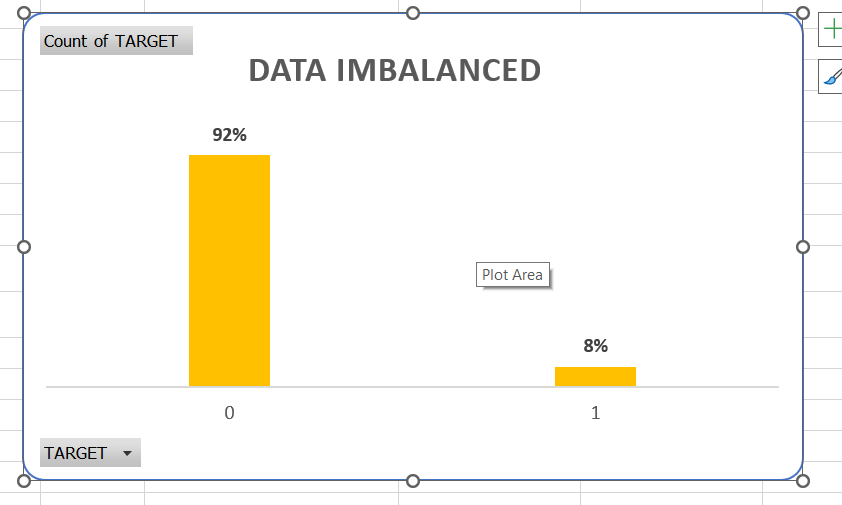 Count of TARGET
DATA IMBALANCED
92%
Plot Area
8%
0
1
TARGET